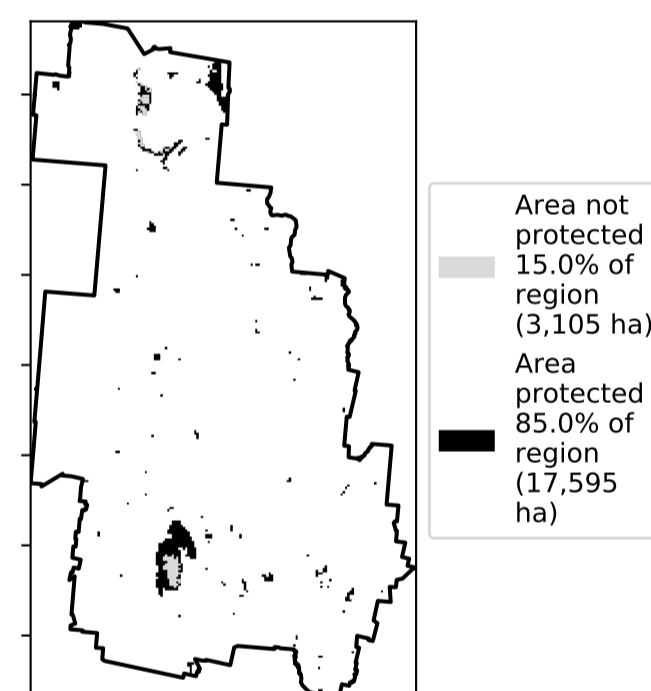 Area not
protected
15.0% of
region
(3,105 ha)
Area
protected
85.0% of
region
(17,595
ha)